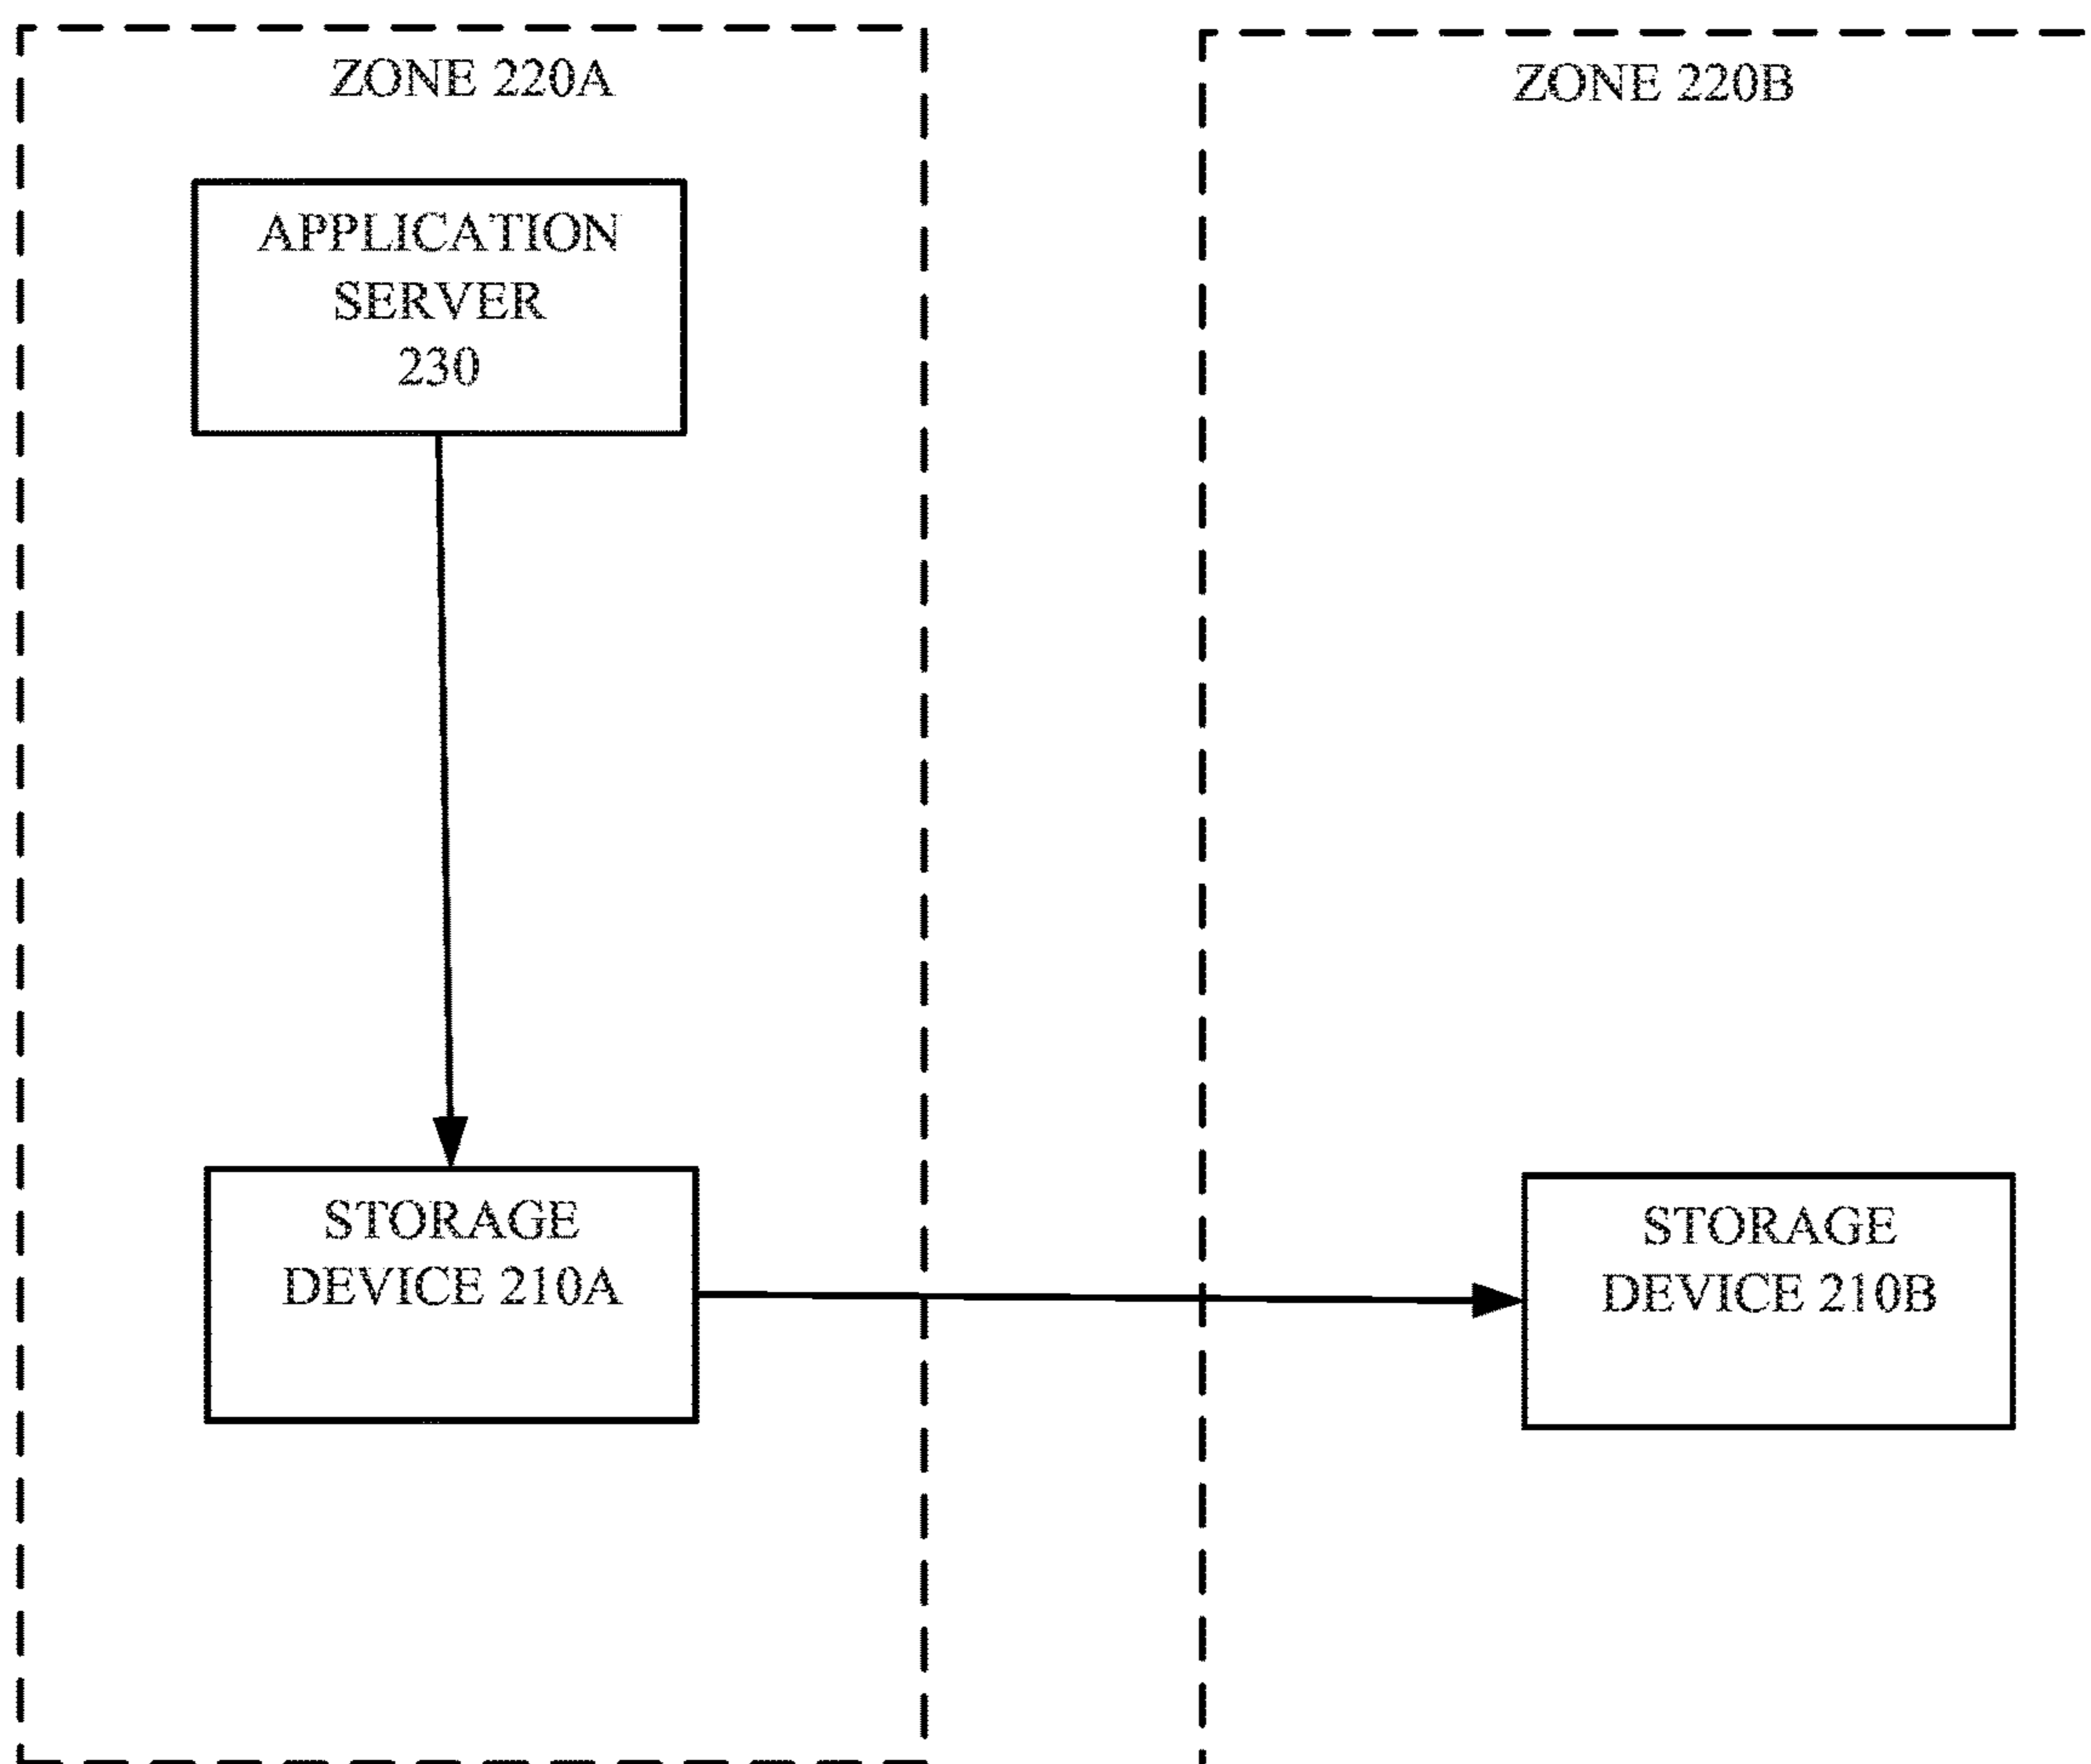 ZONE 220A
ZONE 220B
APPLICATION
SERVER
230
STORAGE
DEVICE 210A
STORAGE
DEVICE 210B